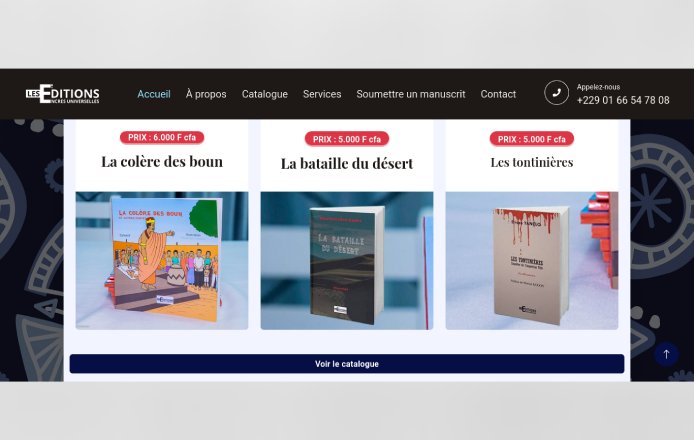 LES EDITIONS
ENCRES UNIVERSELLES
Accueil
À propos
Catalogue
Services
Soumettre un manuscrit
Contact
Appelez-nous
+229 01 66 54 78 08
PRIX : 6.000 F cfa
La colère des boun
PRIX : 5.000 F cfa
La bataille du désert
PRIX : 5.000 F cfa
Les tontinières
LA COLÈRE DES BOUN
LA BATAILLE
DU DÉSERT
LES TONTINIÈRES
Voir le catalogue